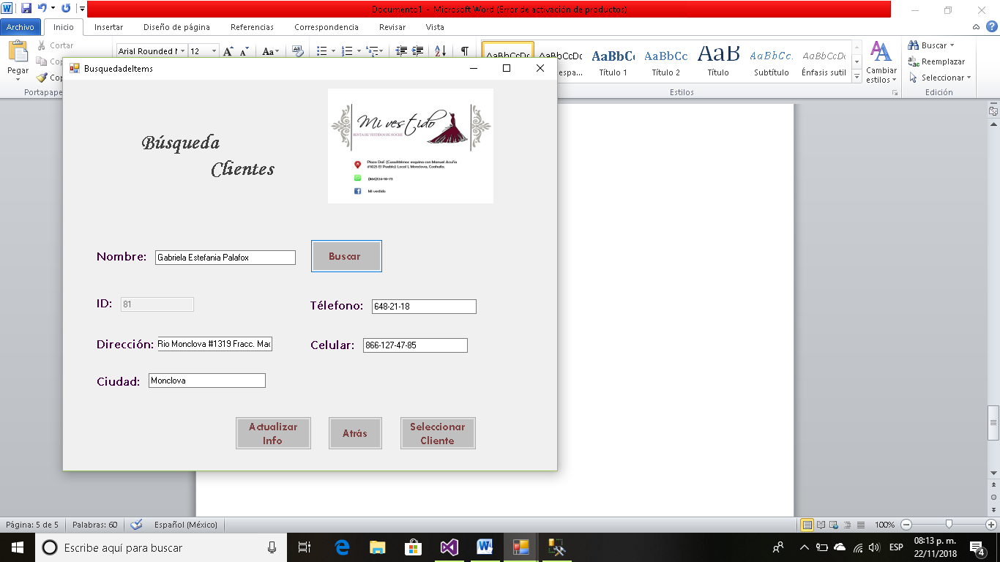 Documento1 - Microsoft Word (Error de activación de productos)
Archivo Inicio Insertar Diseño de página Referencias Correspondencia Revisar Vista
Cortar
Pegar
Portapape
Arial Rounded 12
AaBbCcDc AaBbCcDc AaBbC AaBbCc AaB AaBbCc. AaBbCcDc
espa... Título 1 Título 2 Título Subtítulo Énfasis sutil
Cambiar
estilos
Estilos
Buscar
Reemplazar
Seleccionar
Edición
BusquedadeItems
Búsqueda
Clientes
Mi vestido
RENTA DE VESTIDOS DE NOCHE
Plaza Dalí (Cuauhtémoc esquina con Manuel Acuña
#1025 El Pueblo) Local I, Monclova, Coahuila.
(866)124-10-73
Mi vestido
Nombre: Gabriela Estefania Palafox Buscar
ID: 81
Télefono: 648-21-18
Dirección: Rio Monclova #1319 Fracc. Mad
Celular: 866-127-47-85
Ciudad: Monclova
Actualizar
Info
Atrás
Seleccionar
Cliente
Página: 5 de 5 Palabras: 60 Español (México) 100%
Escribe aquí para buscar
ESP
08:13 p. m.
22/11/2018
4